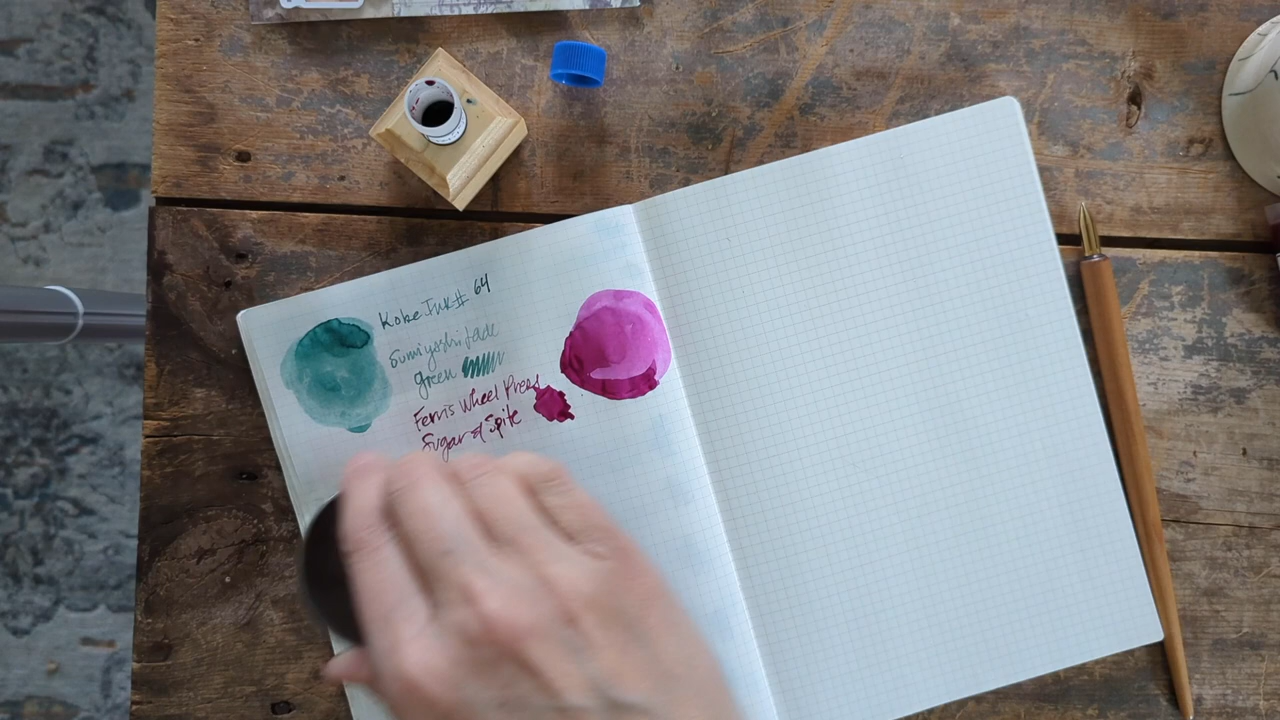 Kobe Ink# 64
Sumiyoshi Jade
green
Ferris Wheel Press
Sugar & Spite